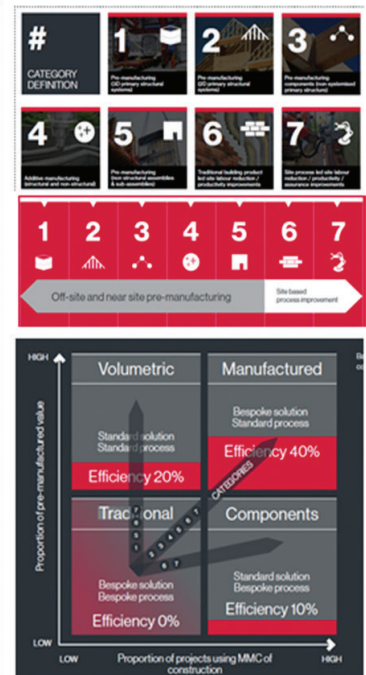 #
CATEGORY
DEFINITION
1
Pre-manufacturing
(3D primary structural
systems)
2
Pre-manufacturing
(2D primary structural
systems)
3
Pre-manufacturing
components (non-systemised
primary structure)
4
Additive manufacturing
(structural and non-structural)
5
Pre-manufacturing
(non structural assemblies
& sub-assemblies)
6
Traditional building product
led site labour reduction /
productivity improvements
7
Site process led site labour
reduction / productivity /
assurance improvements
1 2 3 4 5 6 7
Off-site and near site pre-manufacturing
Site based
process improvement
HIGH
Proportion of pre-manufactured value
LOW
Volumetric
Standard solution
Standard process
Efficiency 20%
Manufactured
Bespoke solution
Standard process
Efficiency 40%
CATEGORIES
Traditional
Bespoke solution
Bespoke process
Efficiency 0%
Components
Standard solution
Bespoke process
Efficiency 10%
6 7
LOW
Proportion of projects using MMC of
construction
HIGH